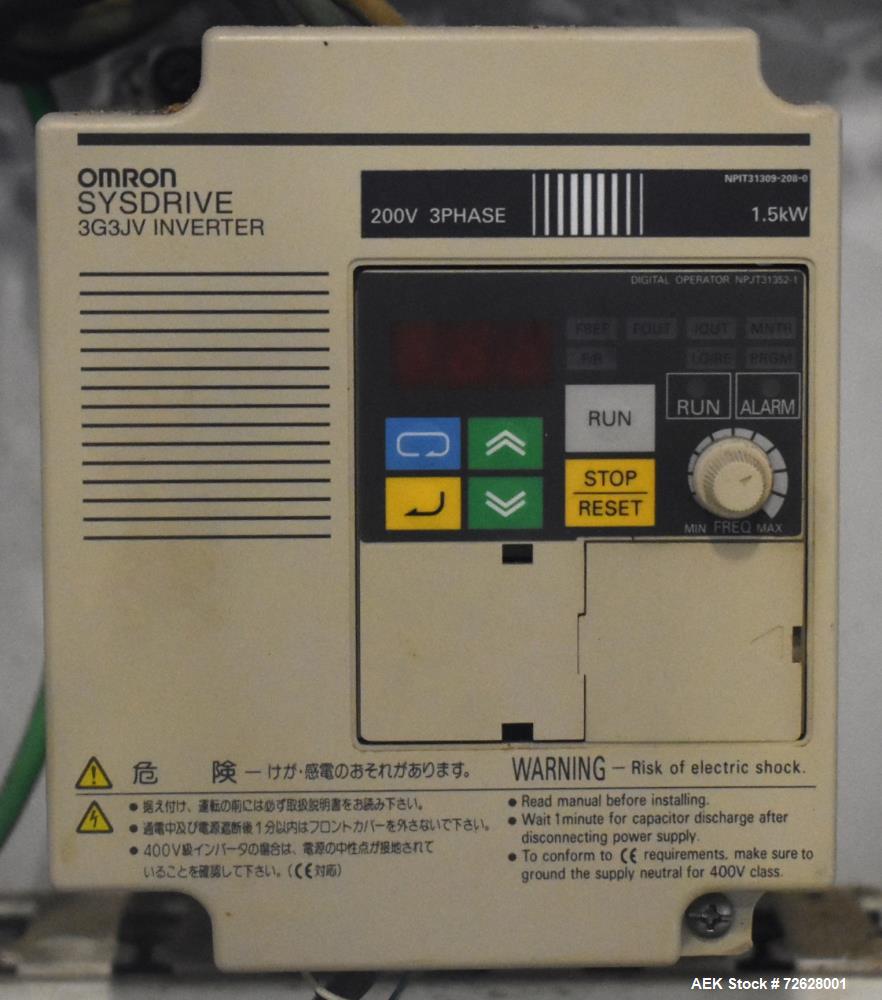 OMRON
SYSDRIVE
3G3JV INVERTER
NPIT31309-208-0
200V 3PHASE
1.5kW
DIGITAL OPERATOR NPJT31352-1
FREF FOUT IOUT MNTR
F/R LO/RE PRGM
RUN ALARM
RUN
STOP
RESET
MIN FREQ MAX
危 険 — けが・感電のおそれがあります。
● 据え付け、運転の前には必ず取扱説明書をお読み下さい。
● 通電中及び電源遮断後1分以内はフロントカバーを外さないで下さい。
● 400V級インバータの場合は、電源の中性点が接地されて
いることを確認して下さい。(CE対応)
WARNING — Risk of electric shock.
● Read manual before installing.
● Wait 1minute for capacitor discharge after
disconnecting power supply.
● To conform to CE requirements, make sure to
ground the supply neutral for 400V class.
AEK Stock # 72628001